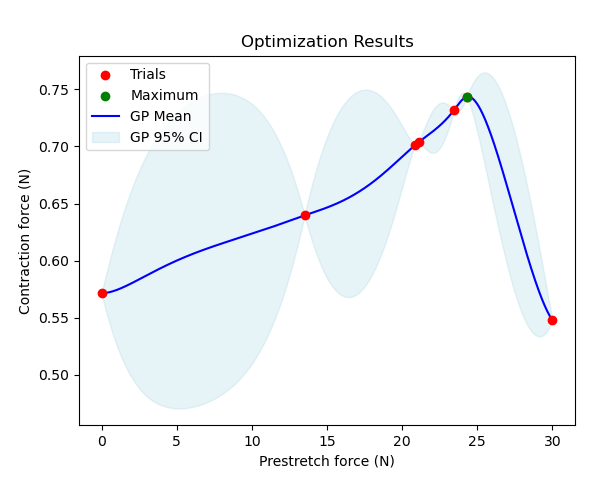 Optimization Results
Trials
Maximum
GP Mean
GP 95% CI
Contraction force (N)
0.75
0.70
0.65
0.60
0.55
0.50
0 5 10 15 20 25 30
Prestretch force (N)